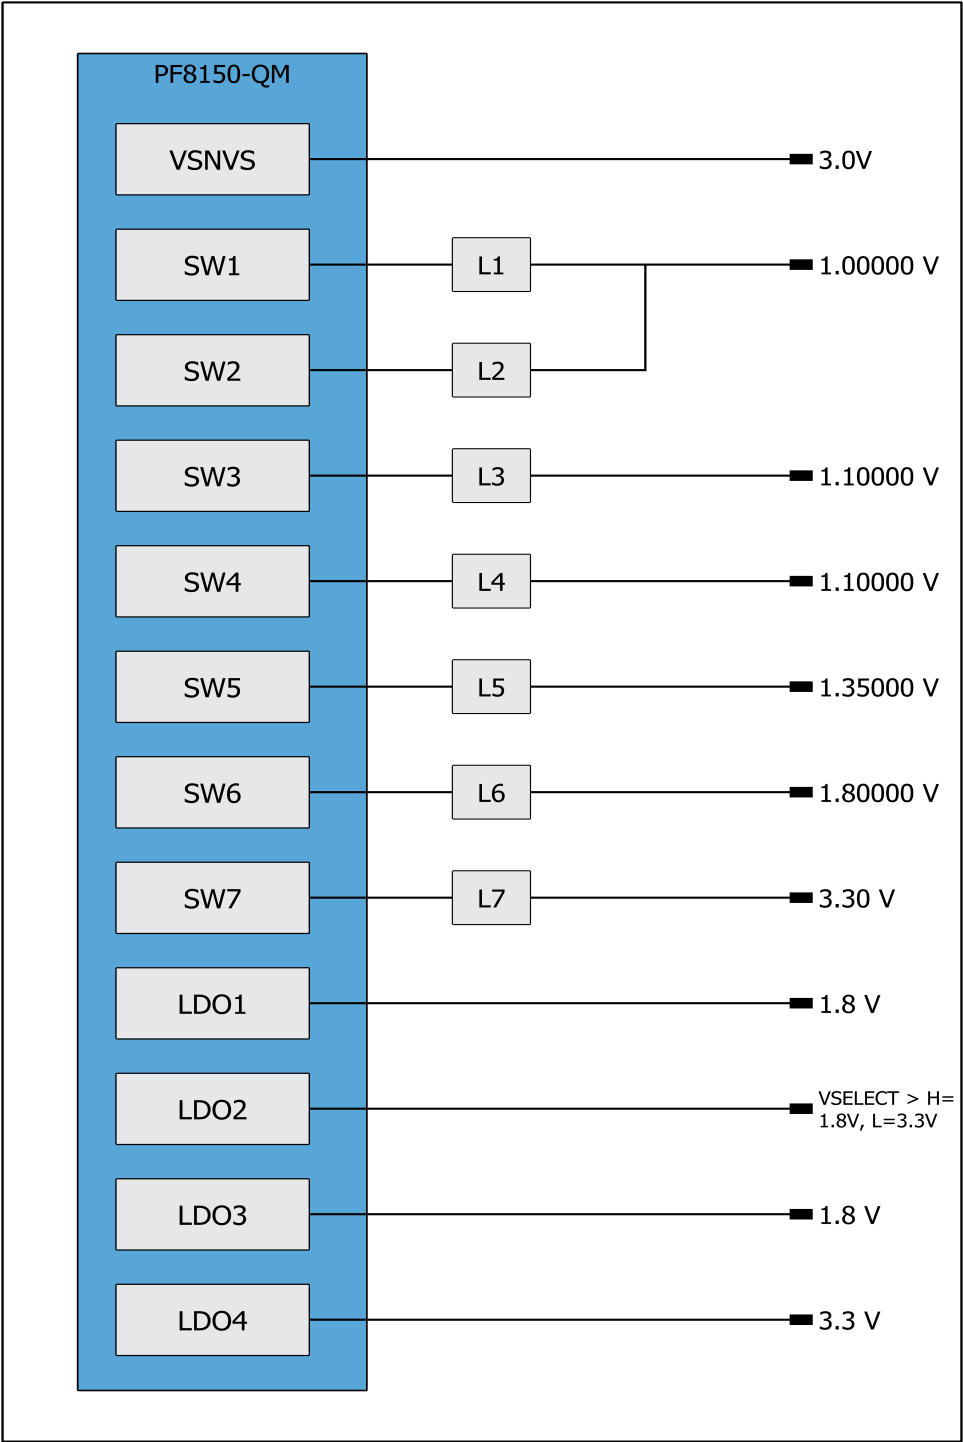 PF8150-QM
VSNVS
3.0V
SW1
L1
1.00000 V
SW2
L2
SW3
L3
1.10000 V
SW4
L4
1.10000 V
SW5
L5
1.35000 V
SW6
L6
1.80000 V
SW7
L7
3.30 V
LDO1
1.8 V
LDO2
VSELECT > H=
1.8V, L=3.3V
LDO3
1.8 V
LDO4
3.3 V